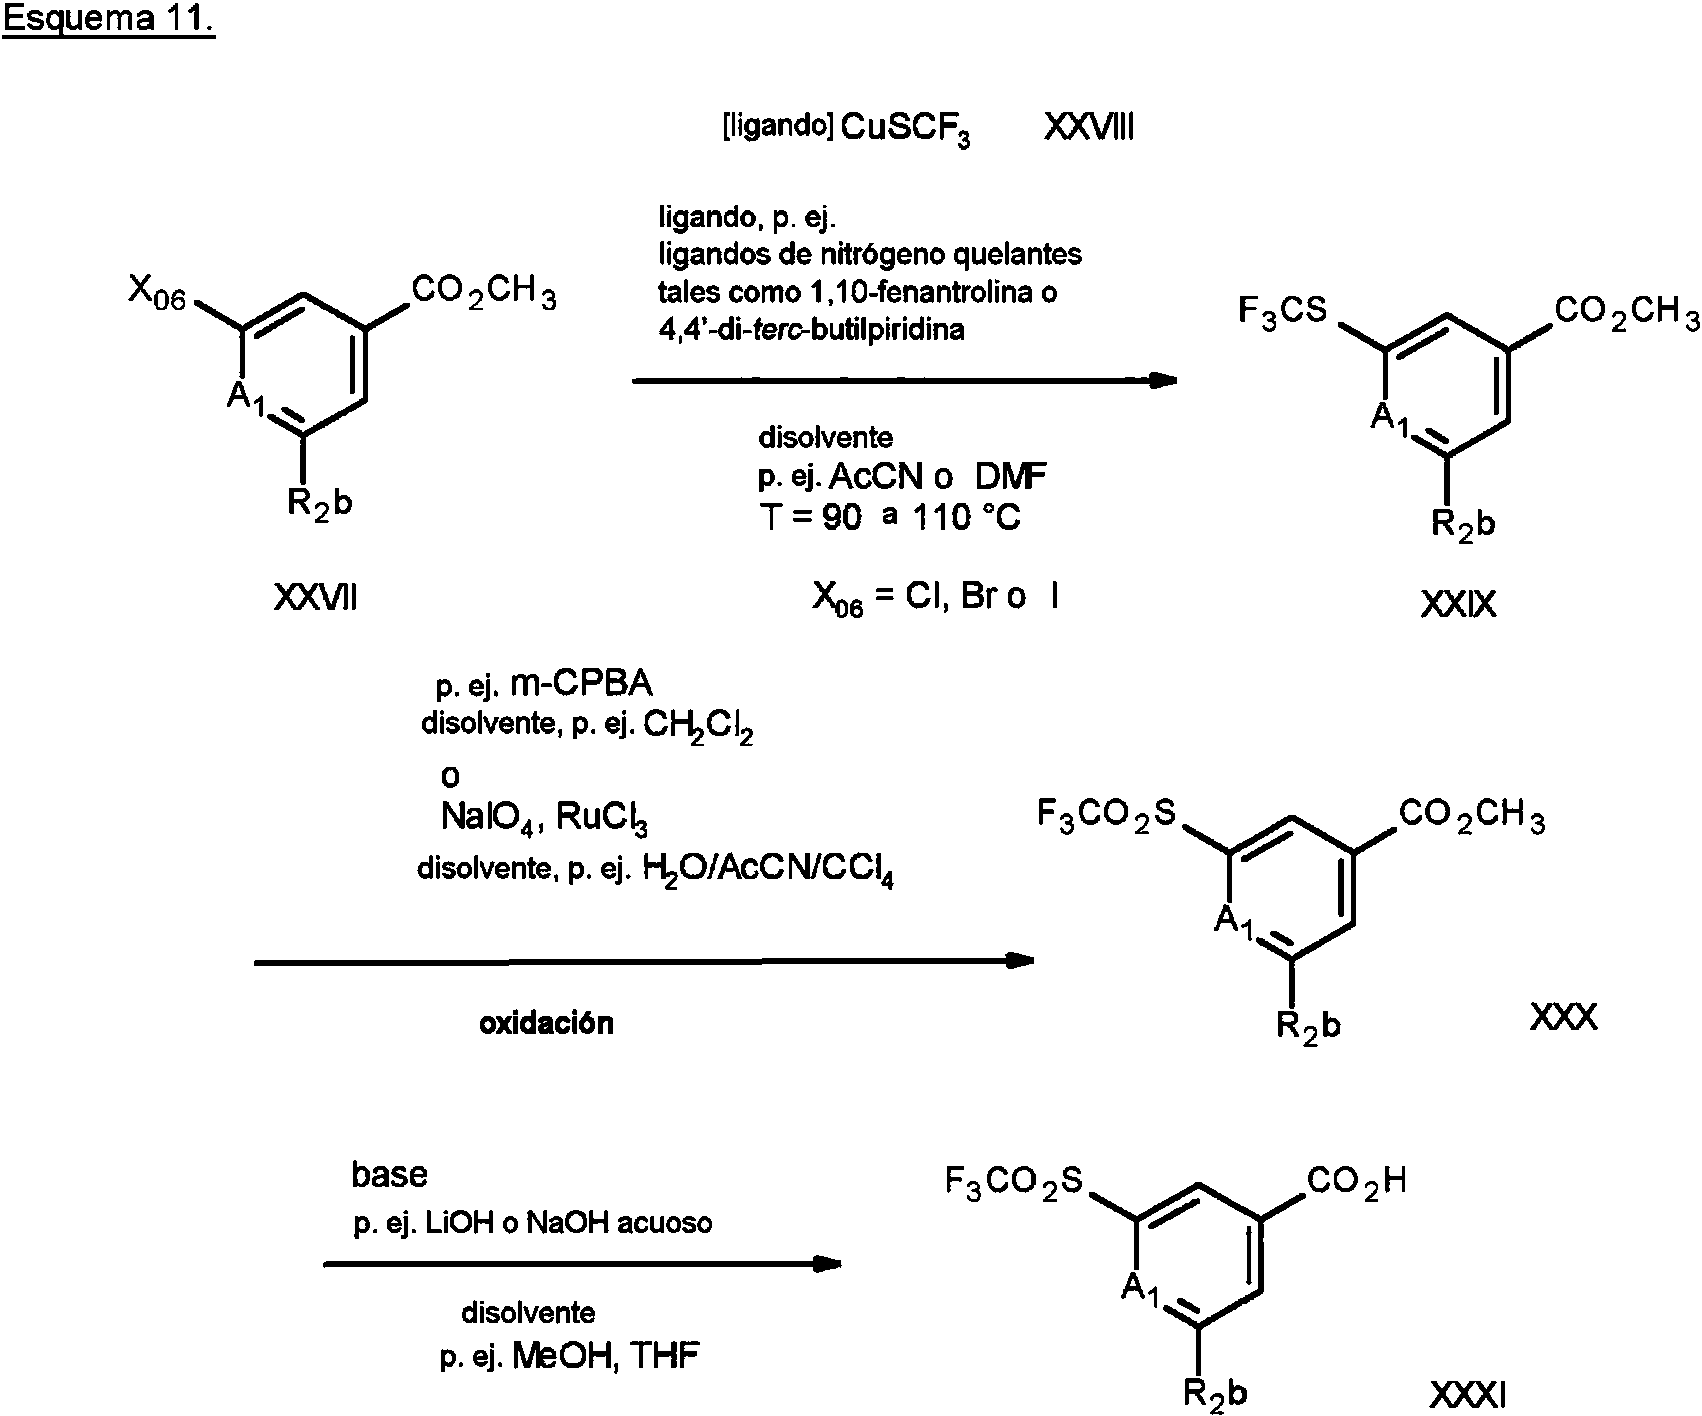 Esquema 11.
[ligando] CuSCF3 XXVIII
ligando, p. ej.
ligandos de nitrógeno quelantes
tales como 1,10-fenantrolina o
4,4'-di-terc-butilpiridina
X06 CO2CH3
A1
R2b
XXVII
disolvente
p. ej. AcCN o DMF
T = 90 a 110 °C
X06 = Cl, Br o I
F3CS CO2CH3
A1
R2b
XXIX
p. ej. m-CPBA
disolvente, p. ej. CH2Cl2
o
NaIO4, RuCl3
disolvente, p. ej. H2O/AcCN/CCl4
oxidación
F3CO2S CO2CH3
A1
R2b
XXX
base
p. ej. LiOH o NaOH acuoso
disolvente
p. ej. MeOH, THF
F3CO2S CO2H
A1
R2b
XXXI